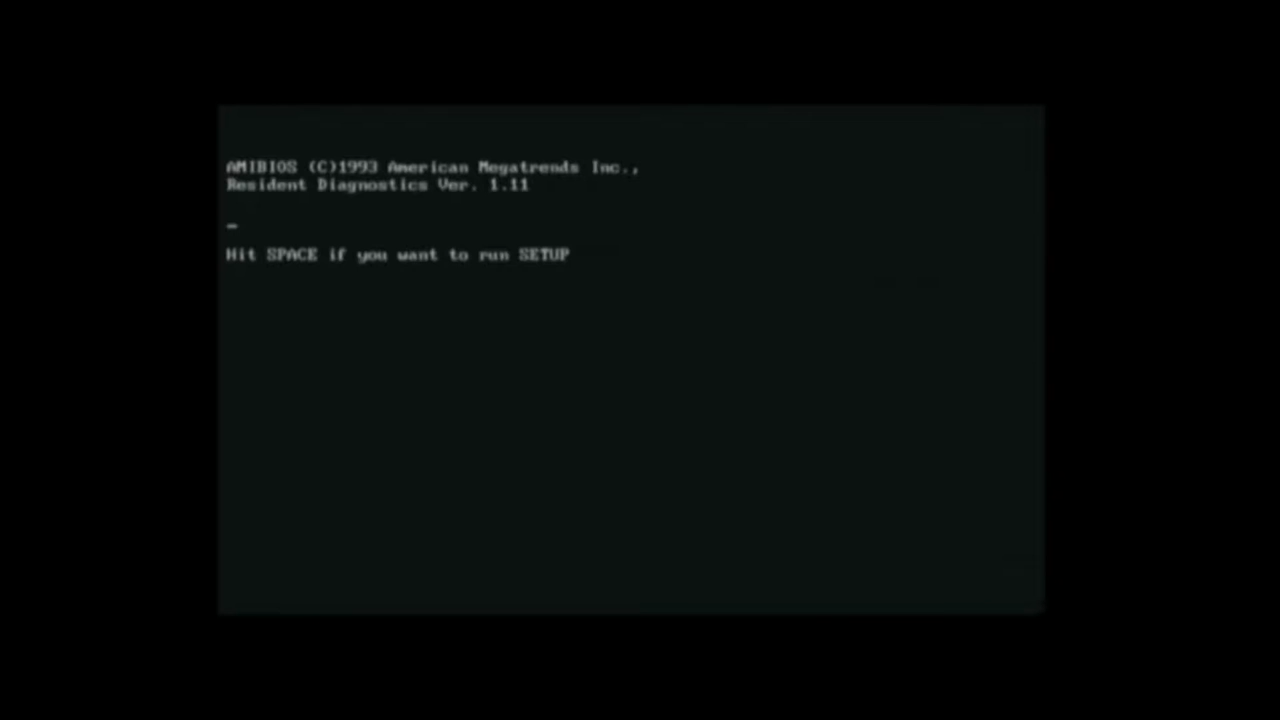 AMIBIOS (C)1993 American Megatrends Inc.,
Resident Diagnostics Ver. 1.11
_
Hit SPACE if you want to run SETUP